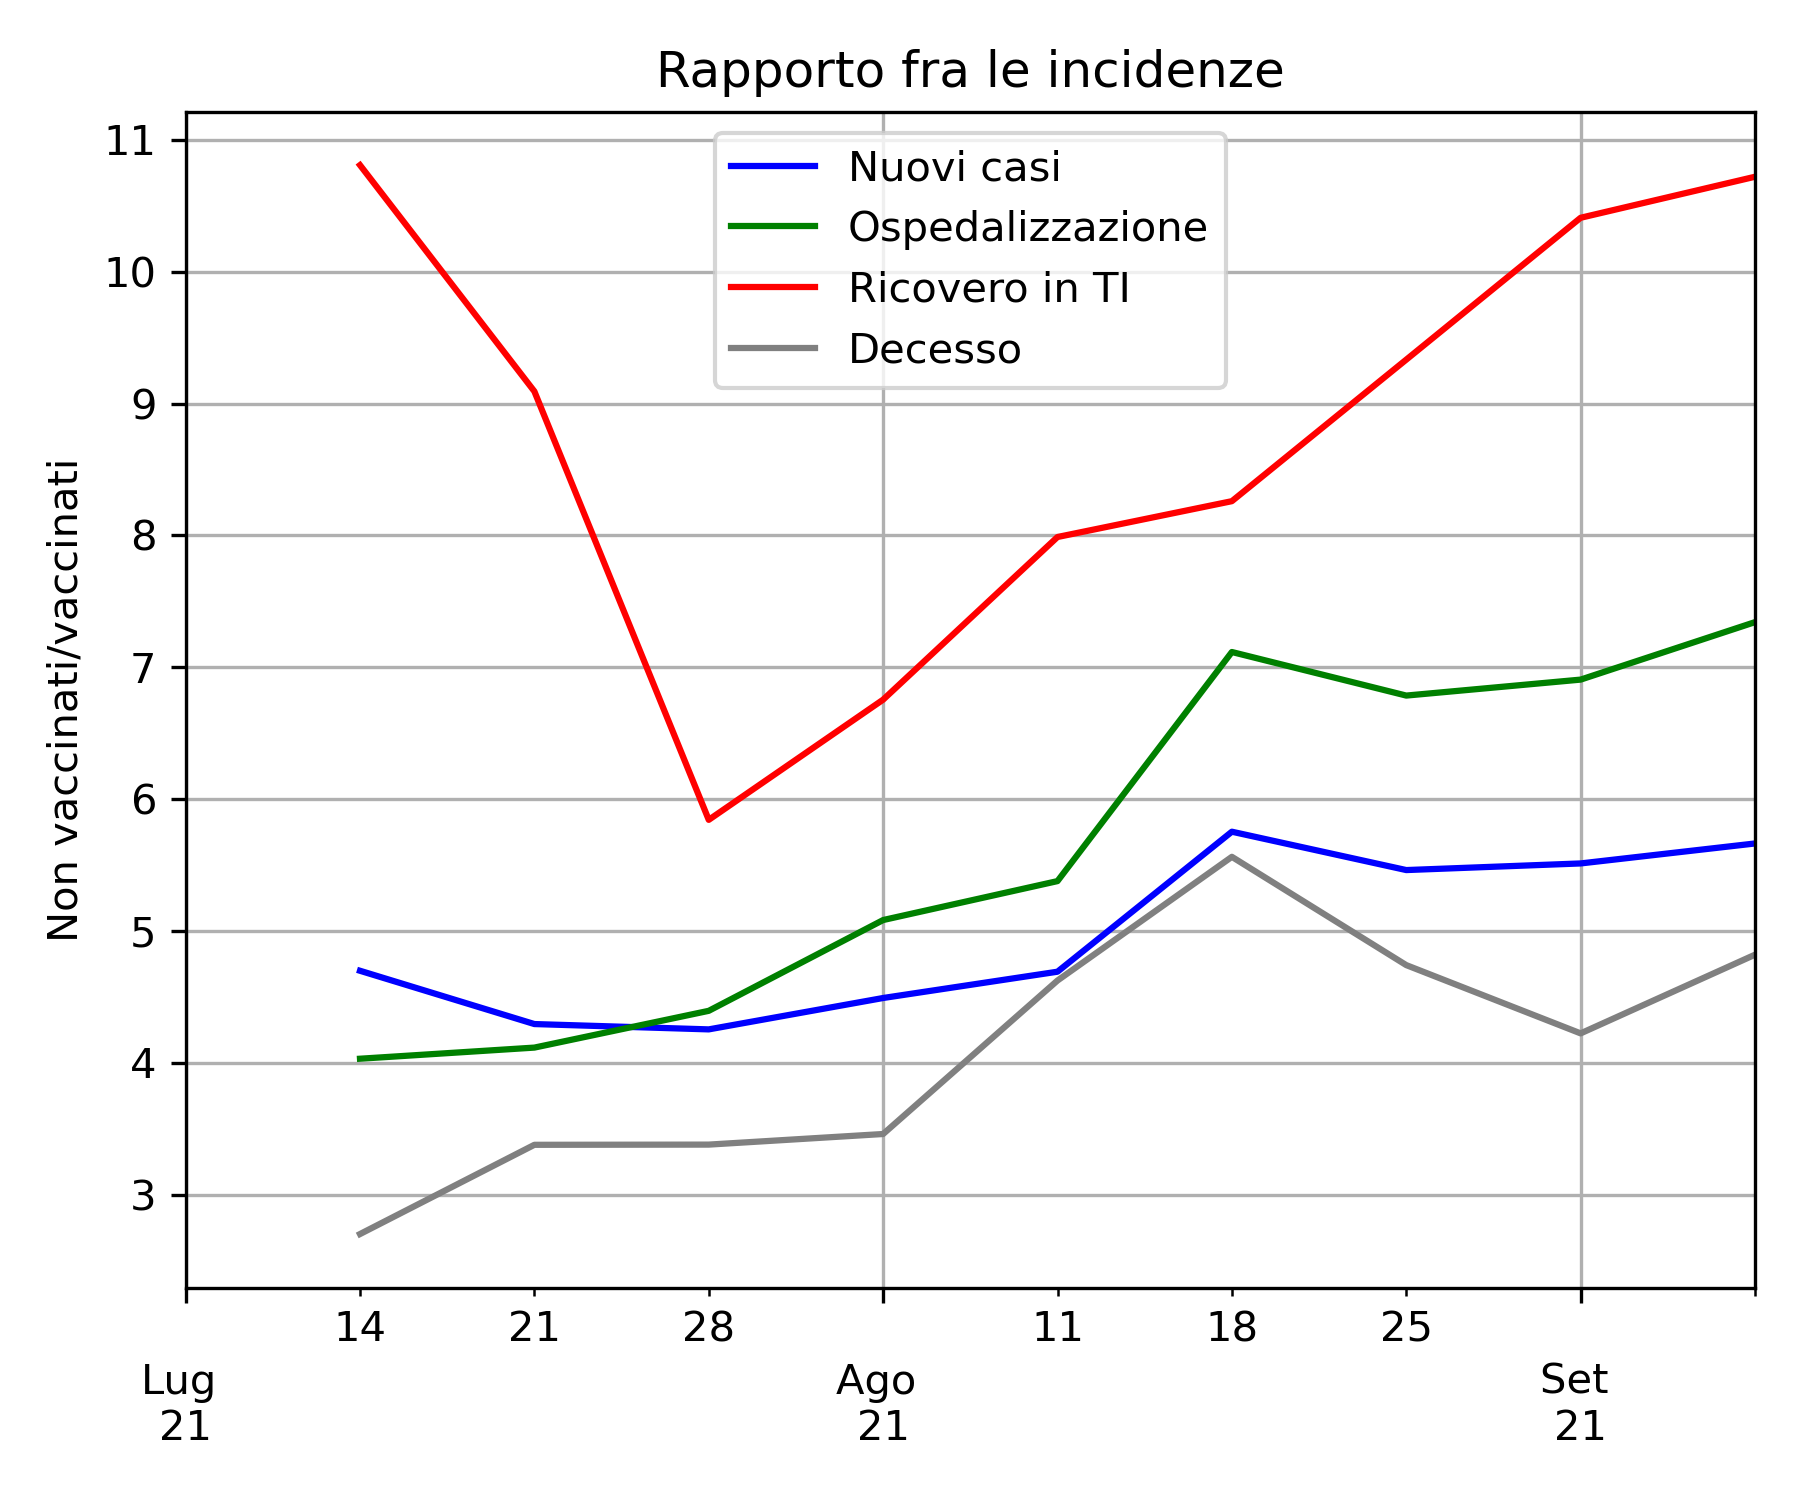 Rapporto fra le incidenze
Non vaccinati/vaccinati
11
10
9
8
7
6
5
4
3
Nuovi casi
Ospedalizzazione
Ricovero in TI
Decesso
14 21 28 11 18 25
Lug Ago Set
21 21 21